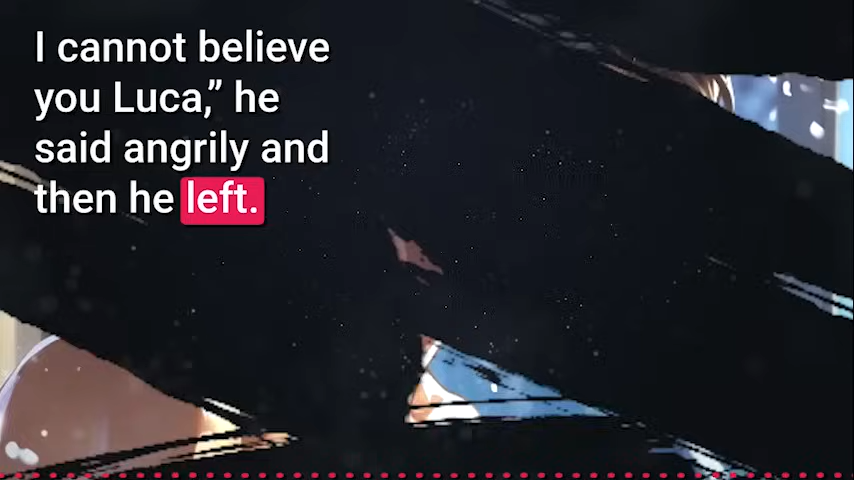 I cannot believe
you Luca,” he
said angrily and
then he left.